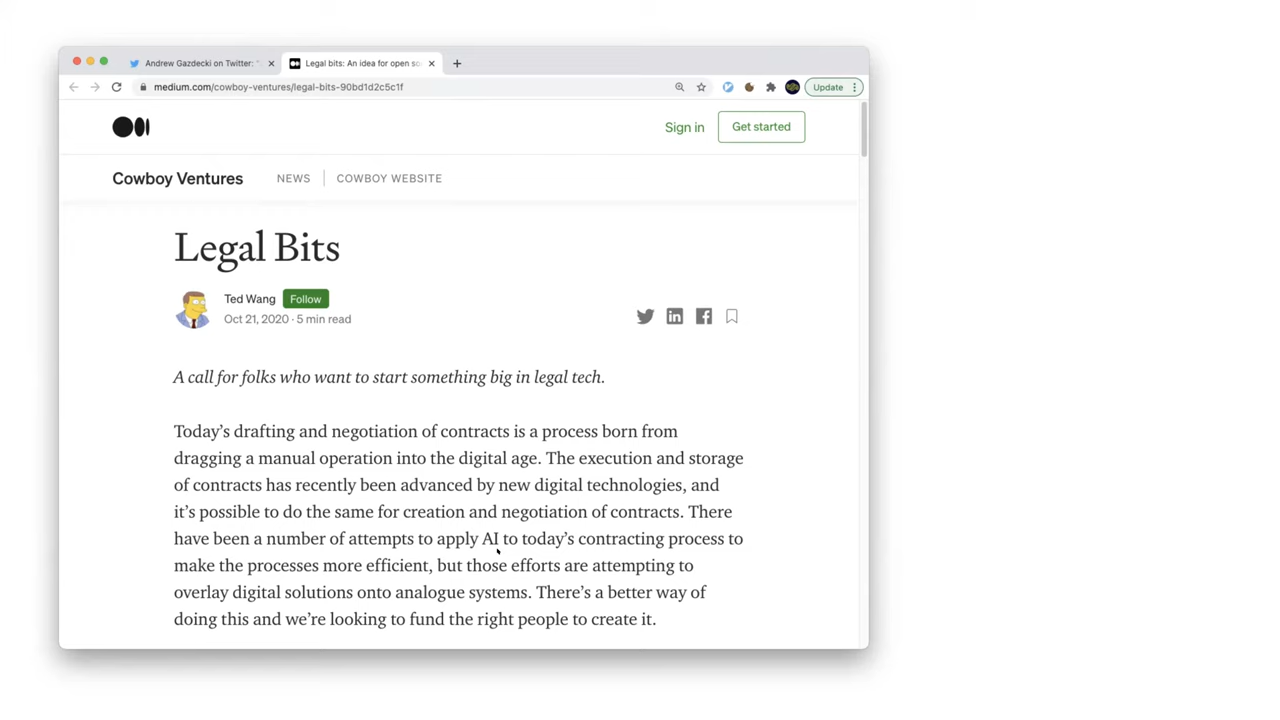 Andrew Gazdecki on Twitter: "
Legal bits: An idea for open so
medium.com/cowboy-ventures/legal-bits-90bd1d2c5c1f
Update
Sign in
Get started
Cowboy Ventures
NEWS
COWBOY WEBSITE
Legal Bits
Ted Wang
Follow
Oct 21, 2020 · 5 min read
A call for folks who want to start something big in legal tech.
Today’s drafting and negotiation of contracts is a process born from
dragging a manual operation into the digital age. The execution and storage
of contracts has recently been advanced by new digital technologies, and
it’s possible to do the same for creation and negotiation of contracts. There
have been a number of attempts to apply AI to today’s contracting process to
make the processes more efficient, but those efforts are attempting to
overlay digital solutions onto analogue systems. There’s a better way of
doing this and we’re looking to fund the right people to create it.